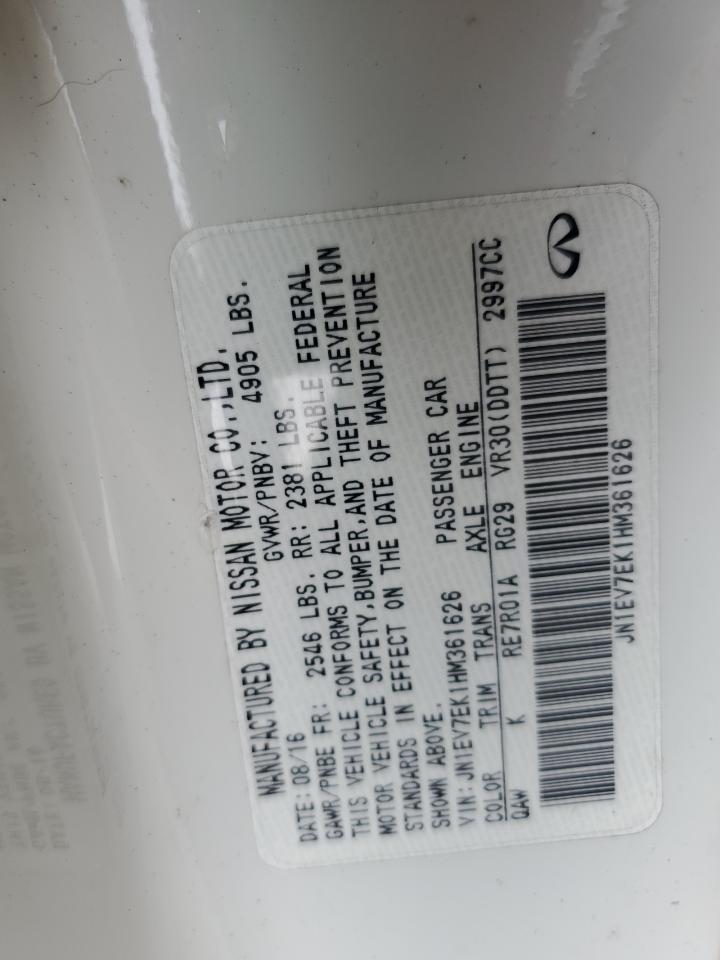 MANUFACTURED BY NISSAN MOTOR CO.,LTD.
DATE: 08/16 GVWR/PNBV: 4905 LBS.
GAWR/PNBE FR: 2546 LBS. RR: 2381 LBS.
THIS VEHICLE CONFORMS TO ALL APPLICABLE FEDERAL
MOTOR VEHICLE SAFETY,BUMPER,AND THEFT PREVENTION
STANDARDS IN EFFECT ON THE DATE OF MANUFACTURE
SHOWN ABOVE.
VIN: JN1EV7EK1HM361626 PASSENGER CAR
COLOR TRIM TRANS AXLE ENGINE
QAW K RE7R01A RG29 VR30(DDTT) 2997CC
JN1EV7EK1HM361626